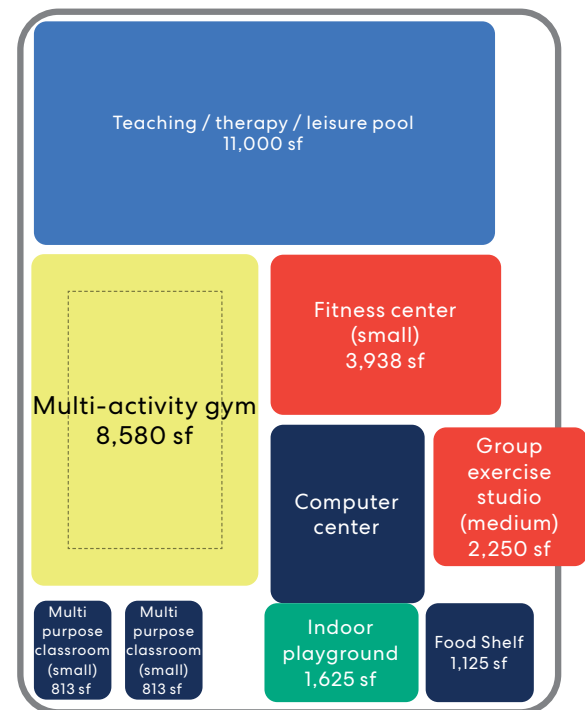 Teaching / therapy / leisure pool
11,000 sf
Multi-activity gym
8,580 sf
Fitness center
(small)
3,938 sf
Computer
center
Group
exercise
studio
(medium)
2,250 sf
Multi
purpose
classroom
(small)
813 sf
Multi
purpose
classroom
(small)
813 sf
Indoor
playground
1,625 sf
Food Shelf
1,125 sf